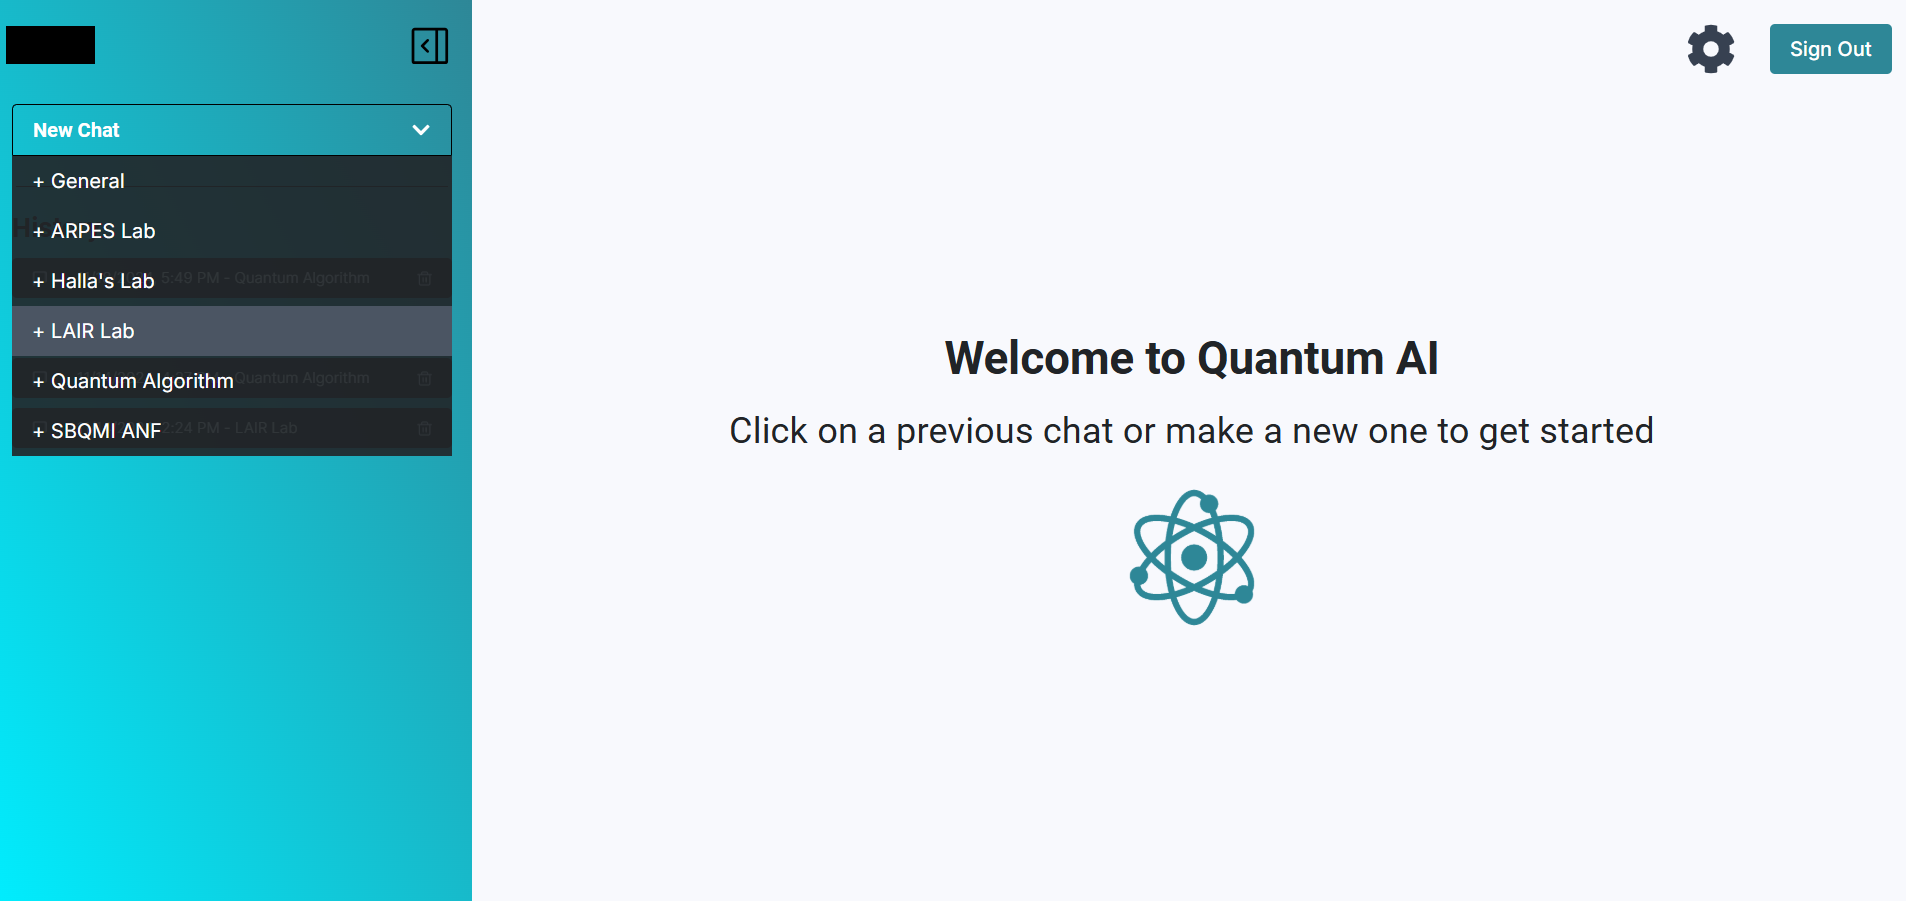 New Chat
+ General
+ ARPES Lab
+ Halla's Lab
5:49 PM - Quantum Algorithm
+ LAIR Lab
+ Quantum Algorithm
Quantum Algorithm
+ SBQMI ANF
2:24 PM - LAIR Lab
Sign Out
Welcome to Quantum AI
Click on a previous chat or make a new one to get started